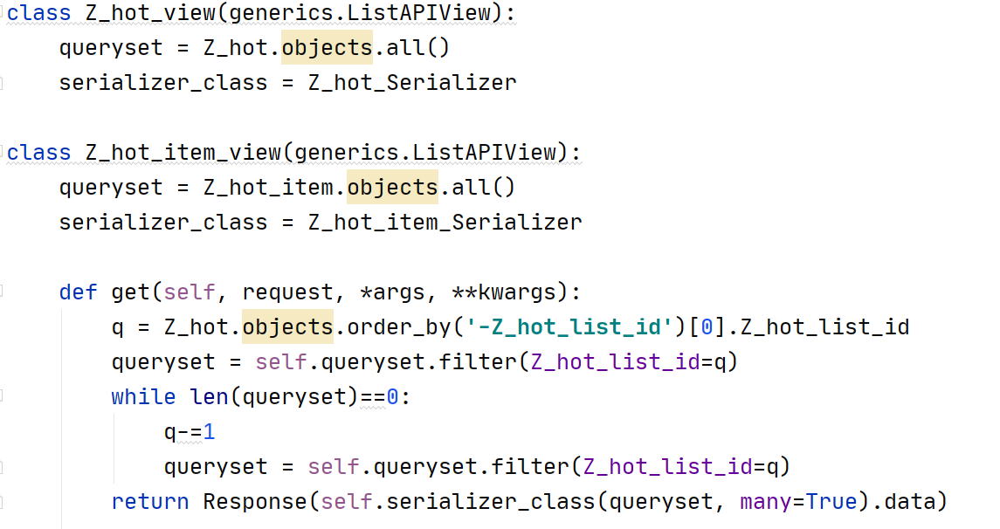 class Z_hot_view(generics.ListAPIView):
    queryset = Z_hot.objects.all()
    serializer_class = Z_hot_Serializer

class Z_hot_item_view(generics.ListAPIView):
    queryset = Z_hot_item.objects.all()
    serializer_class = Z_hot_item_Serializer

    def get(self, request, *args, **kwargs):
        q = Z_hot.objects.order_by('-Z_hot_list_id')[0].Z_hot_list_id
        queryset = self.queryset.filter(Z_hot_list_id=q)
        while len(queryset)==0:
            q-=1
            queryset = self.queryset.filter(Z_hot_list_id=q)
        return Response(self.serializer_class(queryset, many=True).data)